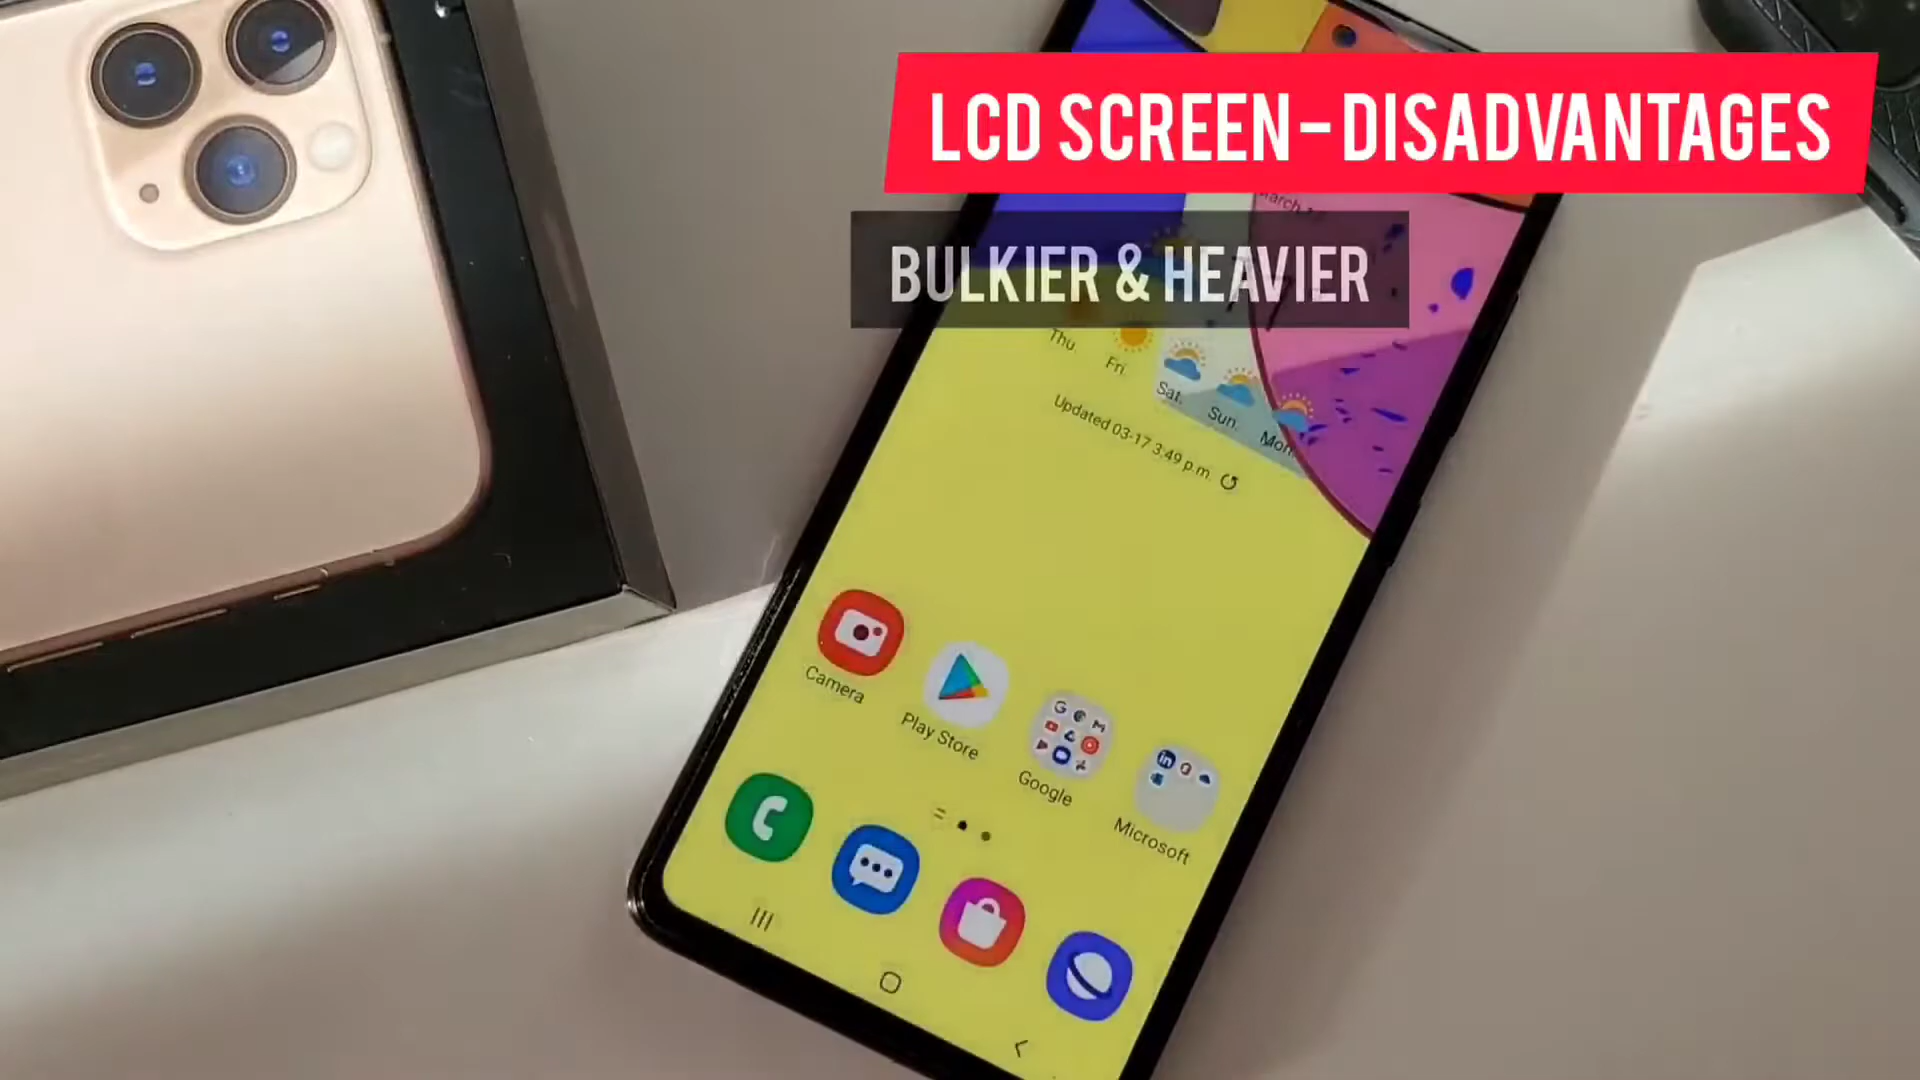 LCD SCREEN - DISADVANTAGES
BULKIER & HEAVIER
Thu.
Fri.
Sat.
Sun.
Mon.
Updated 03-17 3:49 p.m.
Camera
Play Store
Google
Microsoft